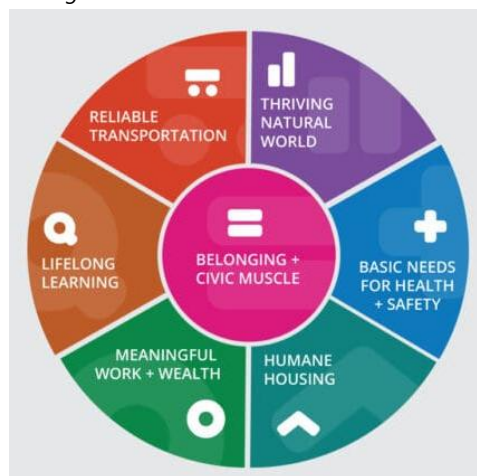 RELIABLE
TRANSPORTATION
THRIVING
NATURAL
WORLD
LIFELONG
LEARNING
BELONGING +
CIVIC MUSCLE
BASIC NEEDS
FOR HEALTH
+ SAFETY
MEANINGFUL
WORK + WEALTH
HUMANE
HOUSING